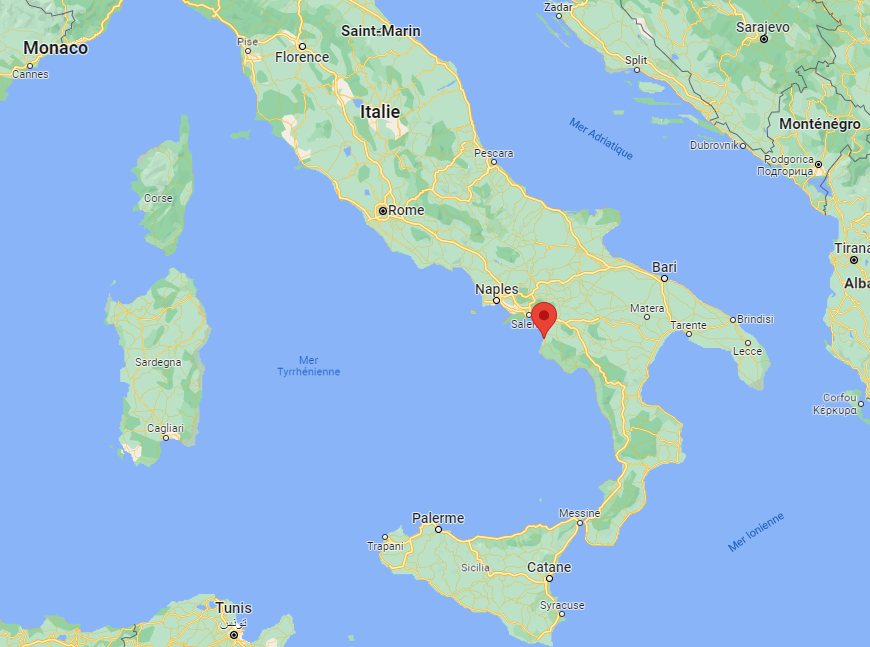 Zadar
Saint-Marin
Sarajevo
Monaco
Pise
Florence
Split
Cannes
Italie
Mer Adriatique
Monténégro
Dubrovnik
Pescara
Podgorica
Подгорица
Corse
Rome
Tirana
Bari
Alba
Naples
Matera
Brindisi
Saler
Tarente
Lecce
Mer
Tyrrhénienne
Sardegna
Corfou
Κέρκυρα
Cagliari
Palerme
Messine
Mer Ionienne
Trapani
Sicilia
Catane
Syracuse
Tunis
تونس